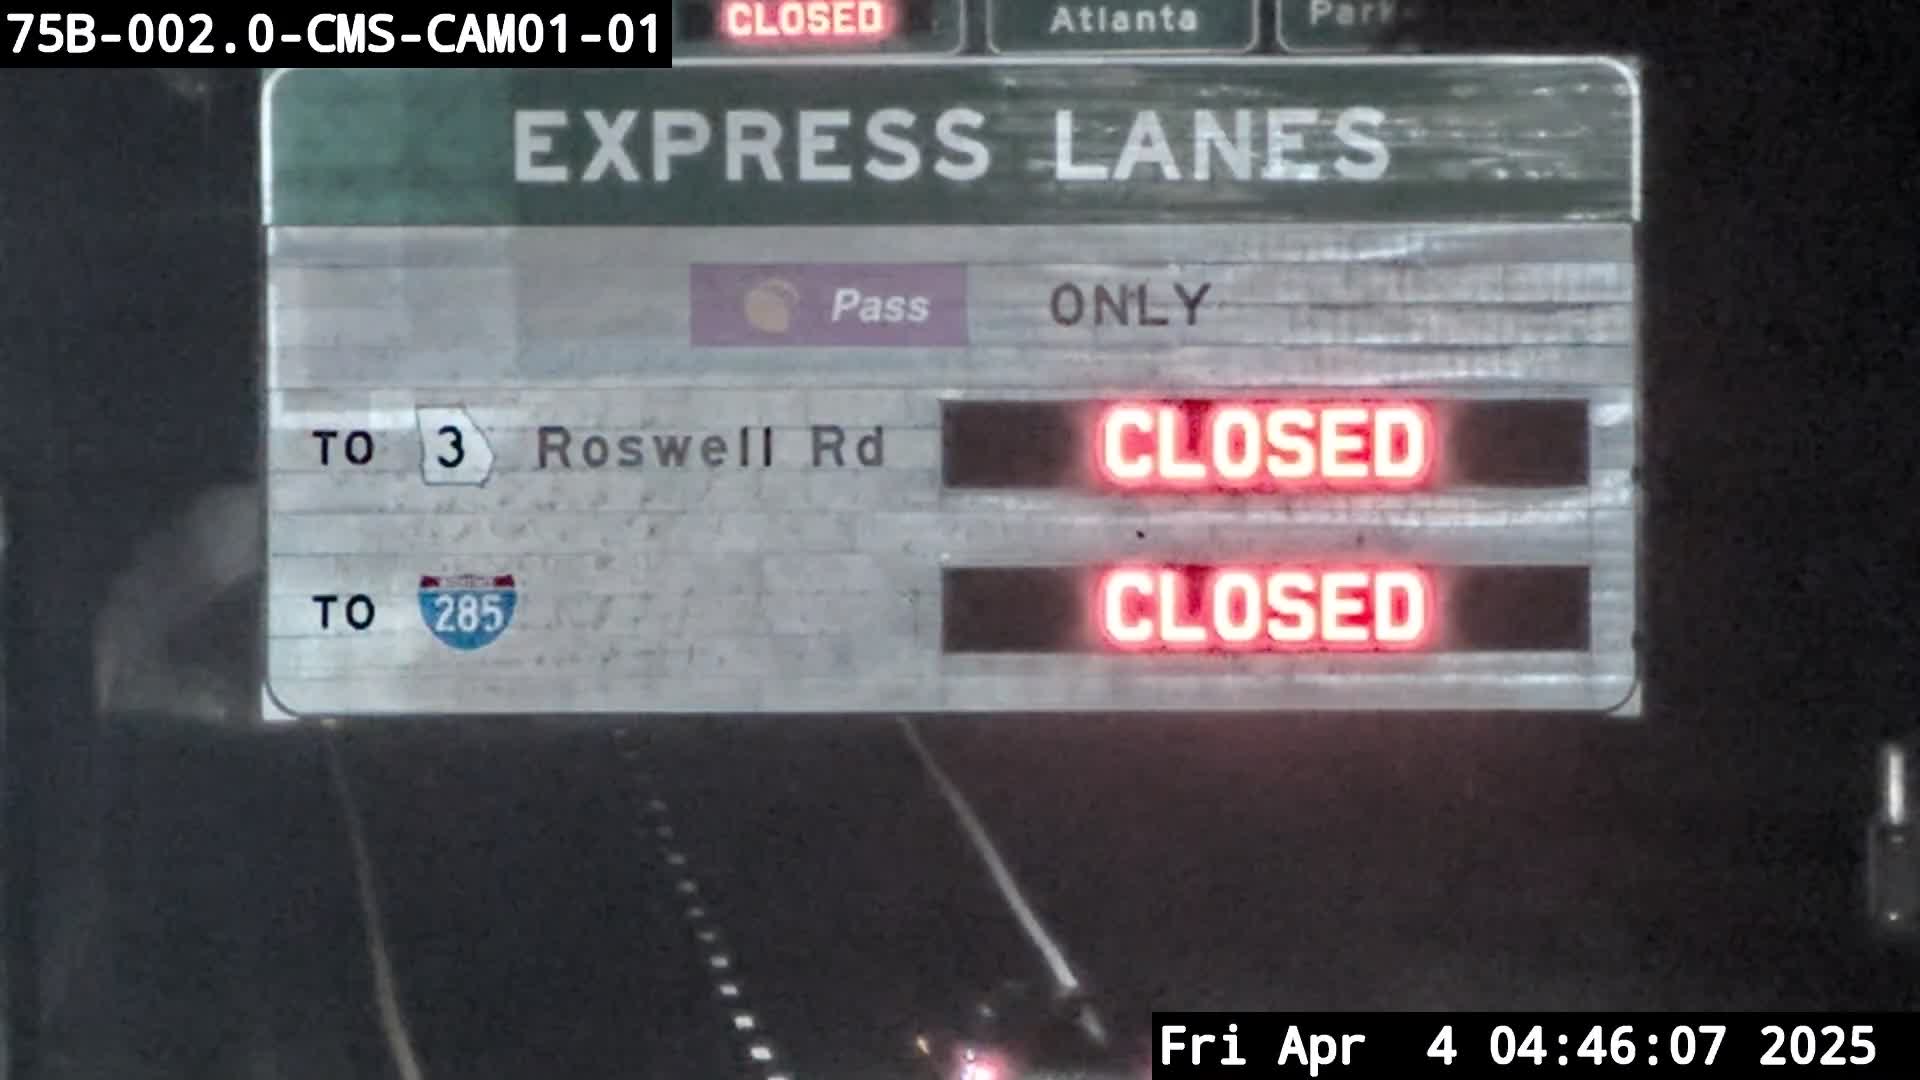 75B-002.0-CMS-CAM01-01
CLOSED
Atlanta
Park
EXPRESS LANES
Pass ONLY
TO 3 Roswell Rd CLOSED
TO 285 CLOSED
Fri Apr 4 04:46:07 2025